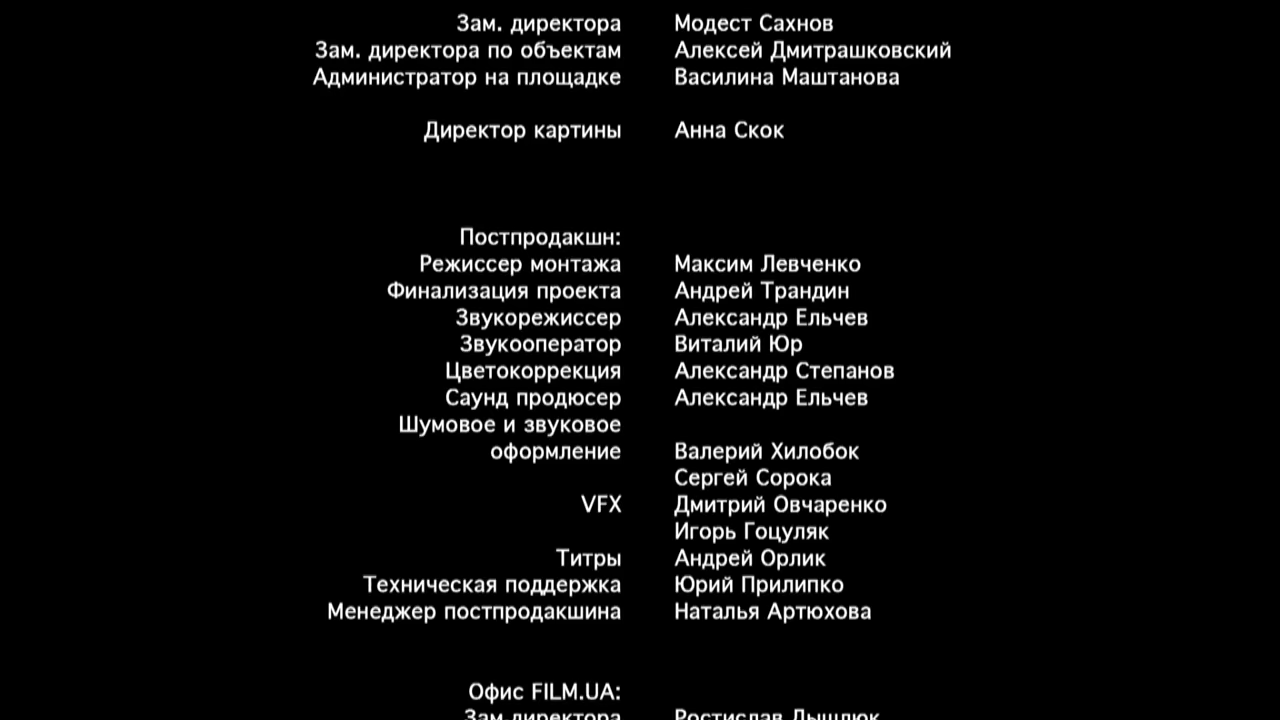 Зам. директора Модест Сахнов
Зам. директора по объектам Алексей Дмитрашковский
Администратор на площадке Василина Маштанова
Директор картины Анна Скок
Постпродакшн:
Режиссер монтажа Максим Левченко
Финализация проекта Андрей Трандин
Звукорежиссер Александр Ельчев
Звукооператор Виталий Юр
Цветокоррекция Александр Степанов
Саунд продюсер Александр Ельчев
Шумовое и звуковое
оформление Валерий Хилобок
Сергей Сорока
VFX Дмитрий Овчаренко
Игорь Гоцуляк
Титры Андрей Орлик
Техническая поддержка Юрий Прилипко
Менеджер постпродакшина Наталья Артюхова
Офис FILM.UA:
Зам директора Ростислав